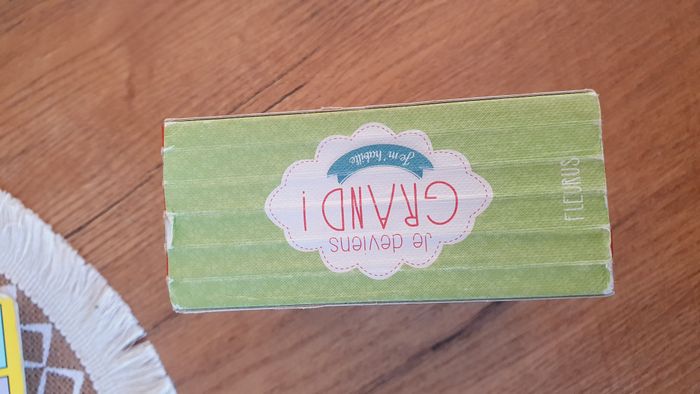 Je deviens
GRAND !
Je m'habille
FLEURUS